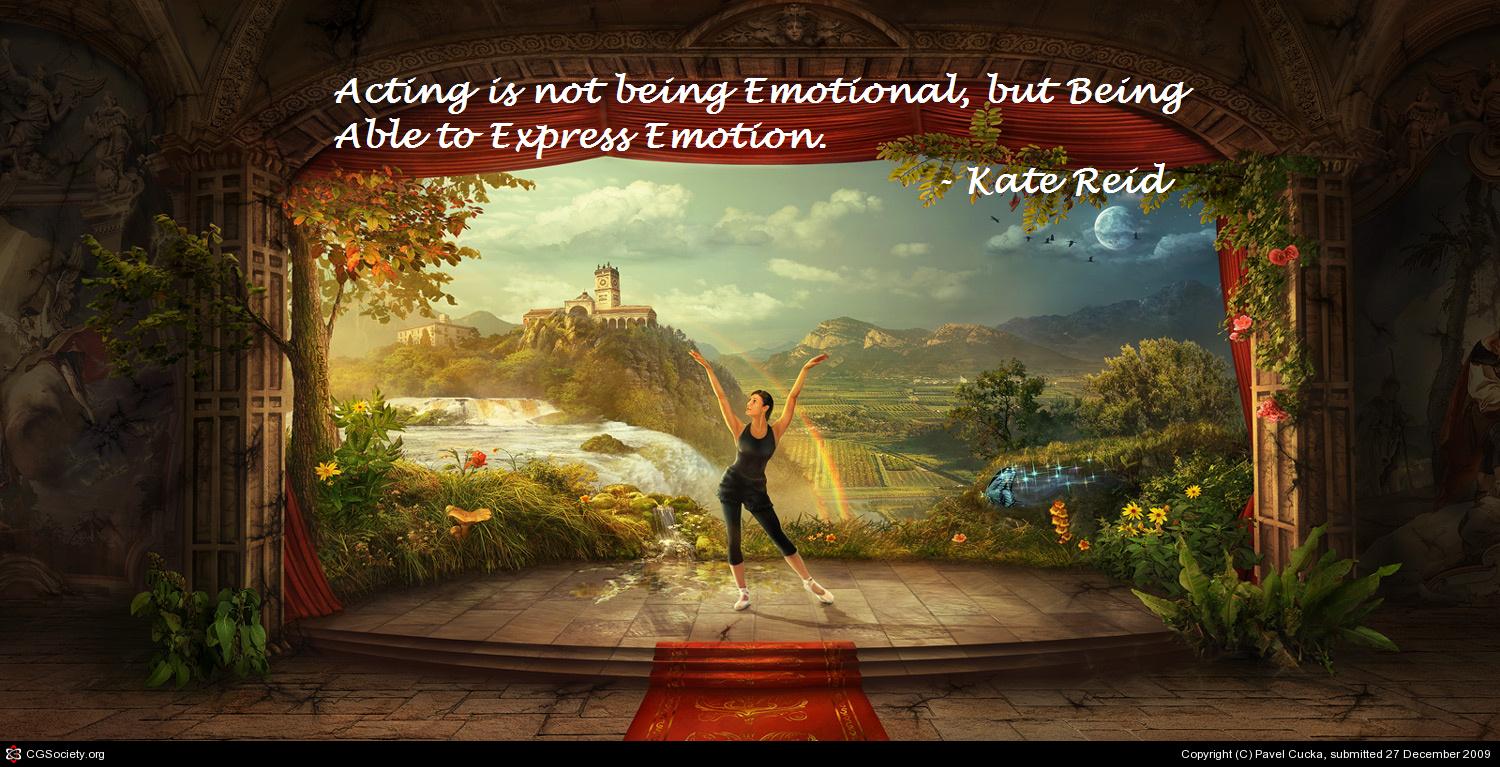 Acting is not being Emotional, but Being
Able to Express Emotion.
- Kate Reid
CGSociety.org
Copyright (C) Pavel Cucka, submitted 27 December 2009